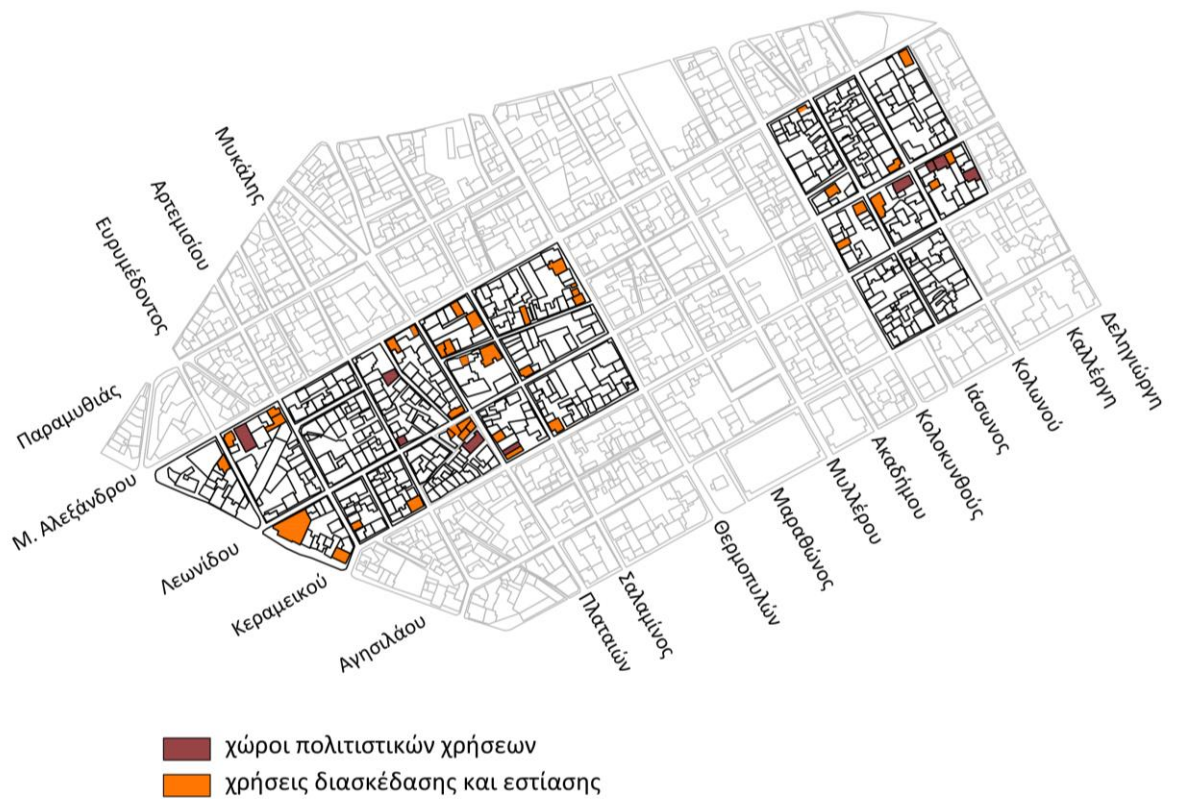 Μυκάλης
Αρτεμισίου
Ευρυμέδοντος
Παραμυθιάς
Μ. Αλεξάνδρου
Λεωνίδου
Κεραμεικού
Αγησιλάου
Πλαταιών
Σαλαμίνος
Θερμοπυλών
Μαραθώνος
Μυλλέρου
Ακαδήμου
Κολοκυνθούς
Ιάσωνος
Κολωνού
Καλλέργη
Δεληγιώργη
χώροι πολιτιστικών χρήσεων
χρήσεις διασκέδασης και εστίασης